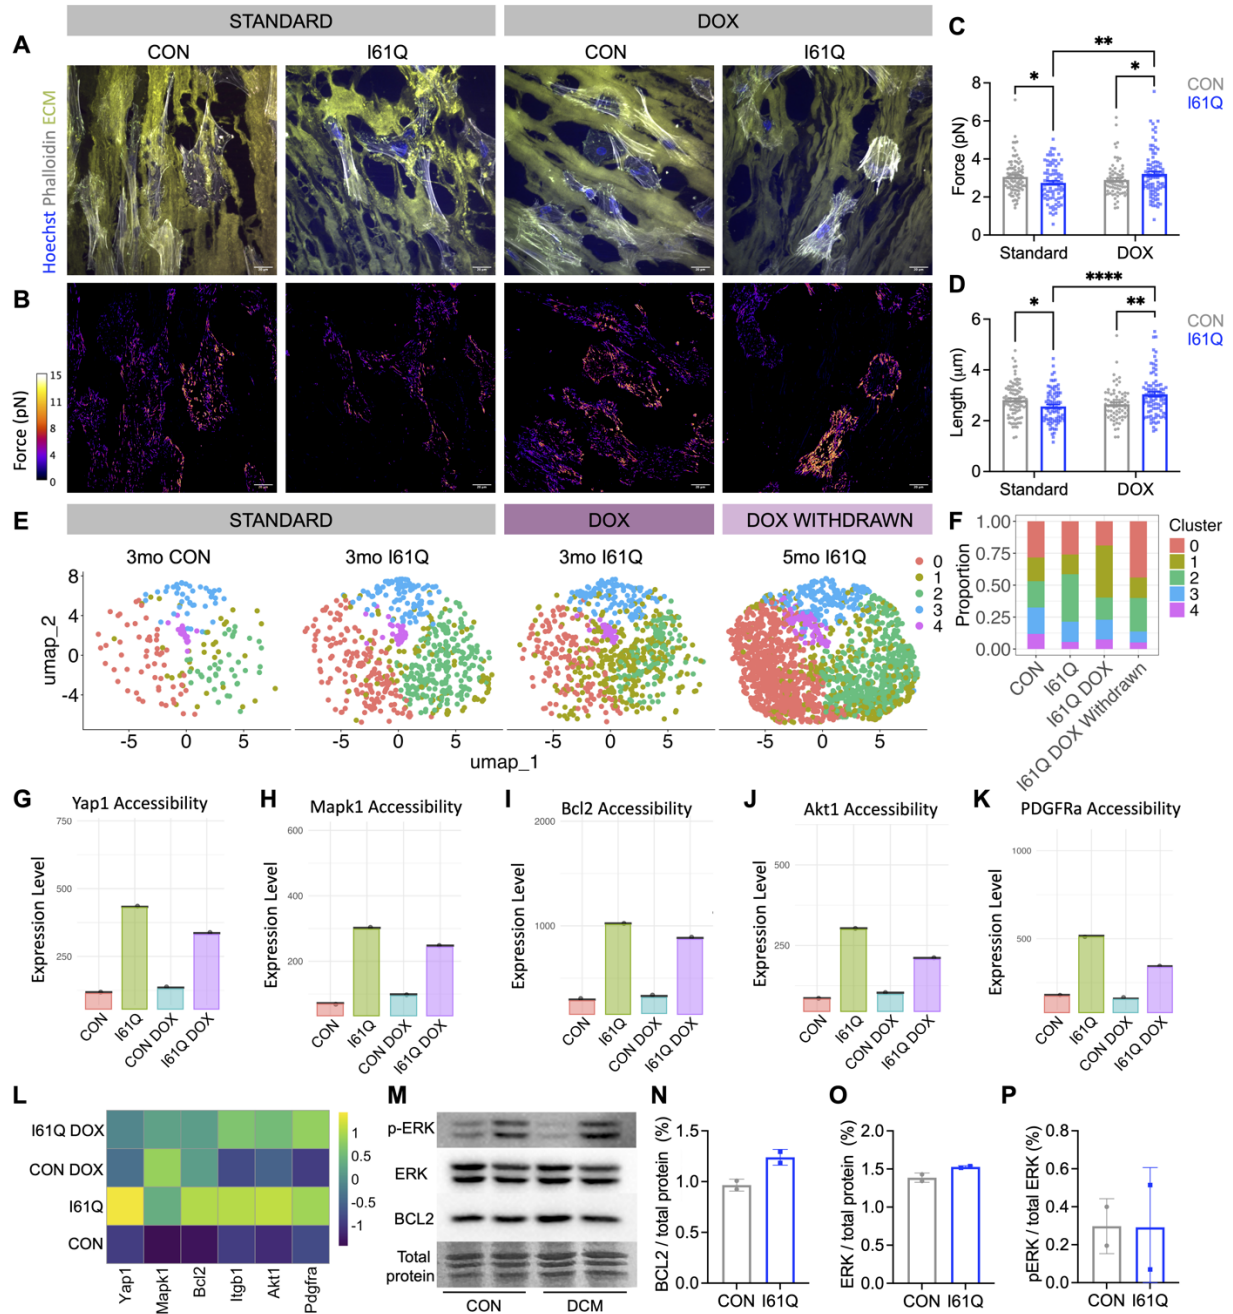 STANDARD DOX
A CON I61Q CON I61Q
Hoechst Phalloidin ECM
C
** * *
CON
I61Q
Force (pN)
8
6
4
2
0
Standard DOX
B
Force (pN)
15
11
8
4
0
D
**** * **
CON
I61Q
Length (μm)
6
4
2
0
Standard DOX
E STANDARD DOX DOX WITHDRAWN
3mo CON 3mo I61Q 3mo I61Q 5mo I61Q
umap_2
8
4
0
-4
-5 0 5 -5 0 5 -5 0 5 -5 0 5
umap_1
0
1
2
3
4
F
Proportion
1.00
0.75
0.50
0.25
0.00
CON
I61Q
I61Q DOX
I61Q DOX Withdrawn
Cluster
0
1
2
3
4
G Yap1 Accessibility
Expression Level
750
500
250
CON I61Q CON DOX I61Q DOX
H Mapk1 Accessibility
Expression Level
600
400
200
CON I61Q CON DOX I61Q DOX
I Bcl2 Accessibility
Expression Level
2000
1000
CON I61Q CON DOX I61Q DOX
J Akt1 Accessibility
Expression Level
500
250
CON I61Q CON DOX I61Q DOX
K PDGFRa Accessibility
Expression Level
1000
500
CON I61Q CON DOX I61Q DOX
L
I61Q DOX
CON DOX
I61Q
CON
Yap1 Mapk1 Bcl2 Itgb1 Akt1 Pdgfra
1
0.5
0
-0.5
-1
M
p-ERK
ERK
BCL2
Total
protein
CON DCM
N
BCL2 / total protein (%)
1.5
1.0
0.5
0.0
CON I61Q
O
ERK / total protein (%)
2.0
1.5
1.0
0.5
0
CON I61Q
P
pERK / total ERK (%)
0.8
0.6
0.4
0.2
0
CON I61Q